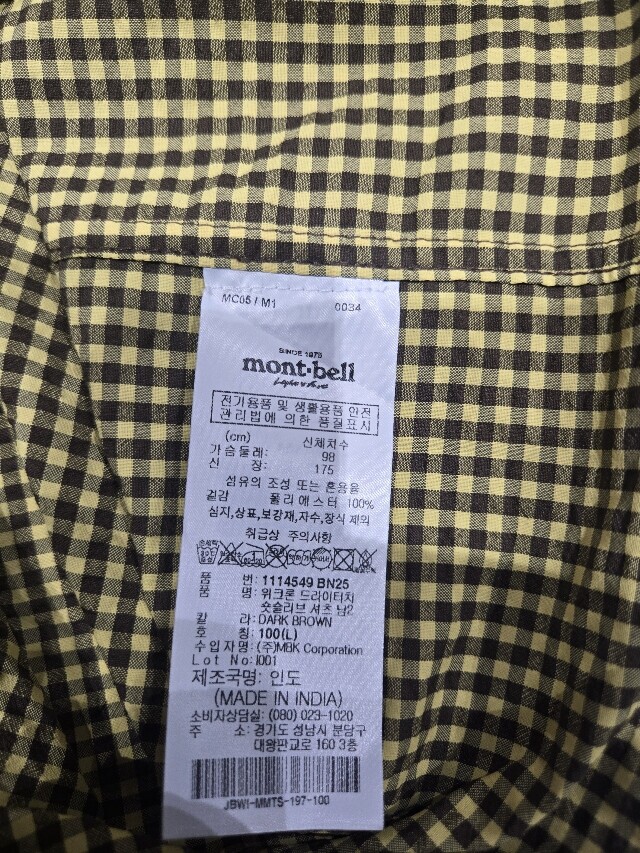 MC05 / M1 0034
SINCE 1975
mont·bell
전기용품 및 생활용품 안전
관리법에 의한 품질표시
(cm) 신체치수
가슴둘레: 98
신 장: 175
섬유의 조성 또는 혼용율
겉감 폴리에스터 100%
심지,상표,보강재,자수,장식 제외
취급상 주의사항
품 번: 1114549 BN25
품 명: 위크론 드라이터치
숏슬리브 셔츠 남2
칼 라: DARK BROWN
호 칭: 100(L)
수입자명: (주)MBK Corporation
Lot No: I001
제조국명: 인도
(MADE IN INDIA)
소비자상담실: (080) 023-1020
주 소: 경기도 성남시 분당구
대왕판교로 160 3층
JBWI-MMTS-197-100